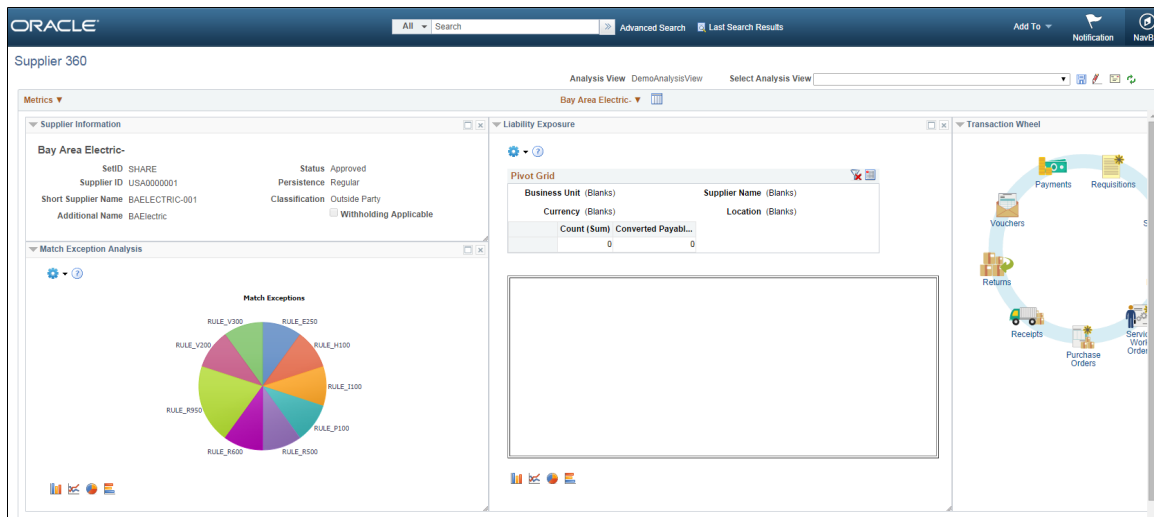 ORACLE
All Search Advanced Search Last Search Results Add To
Notification
Supplier 360
Analysis View DemoAnalysisView Select Analysis View
Metrics Bay Area Electric-
Supplier Information
Bay Area Electric-
SetID SHARE Status Approved
Supplier ID USA0000001 Persistence Regular
Short Supplier Name BAELECTRIC-001 Classification Outside Party
Additional Name BAElectric Withholding Applicable
Match Exception Analysis
Match Exceptions
RULE_V300 RULE_E250
RULE_V200 RULE_H100
RULE_I100
RULE_R950
RULE_P100
RULE_R600 RULE_R500
Liability Exposure
Pivot Grid
Business Unit (Blanks) Supplier Name (Blanks)
Currency (Blanks) Location (Blanks)
Count (Sum) Converted Payabl...
0 0
Transaction Wheel
Payments Requisitions
Vouchers
Returns
Receipts
Purchase
Orders